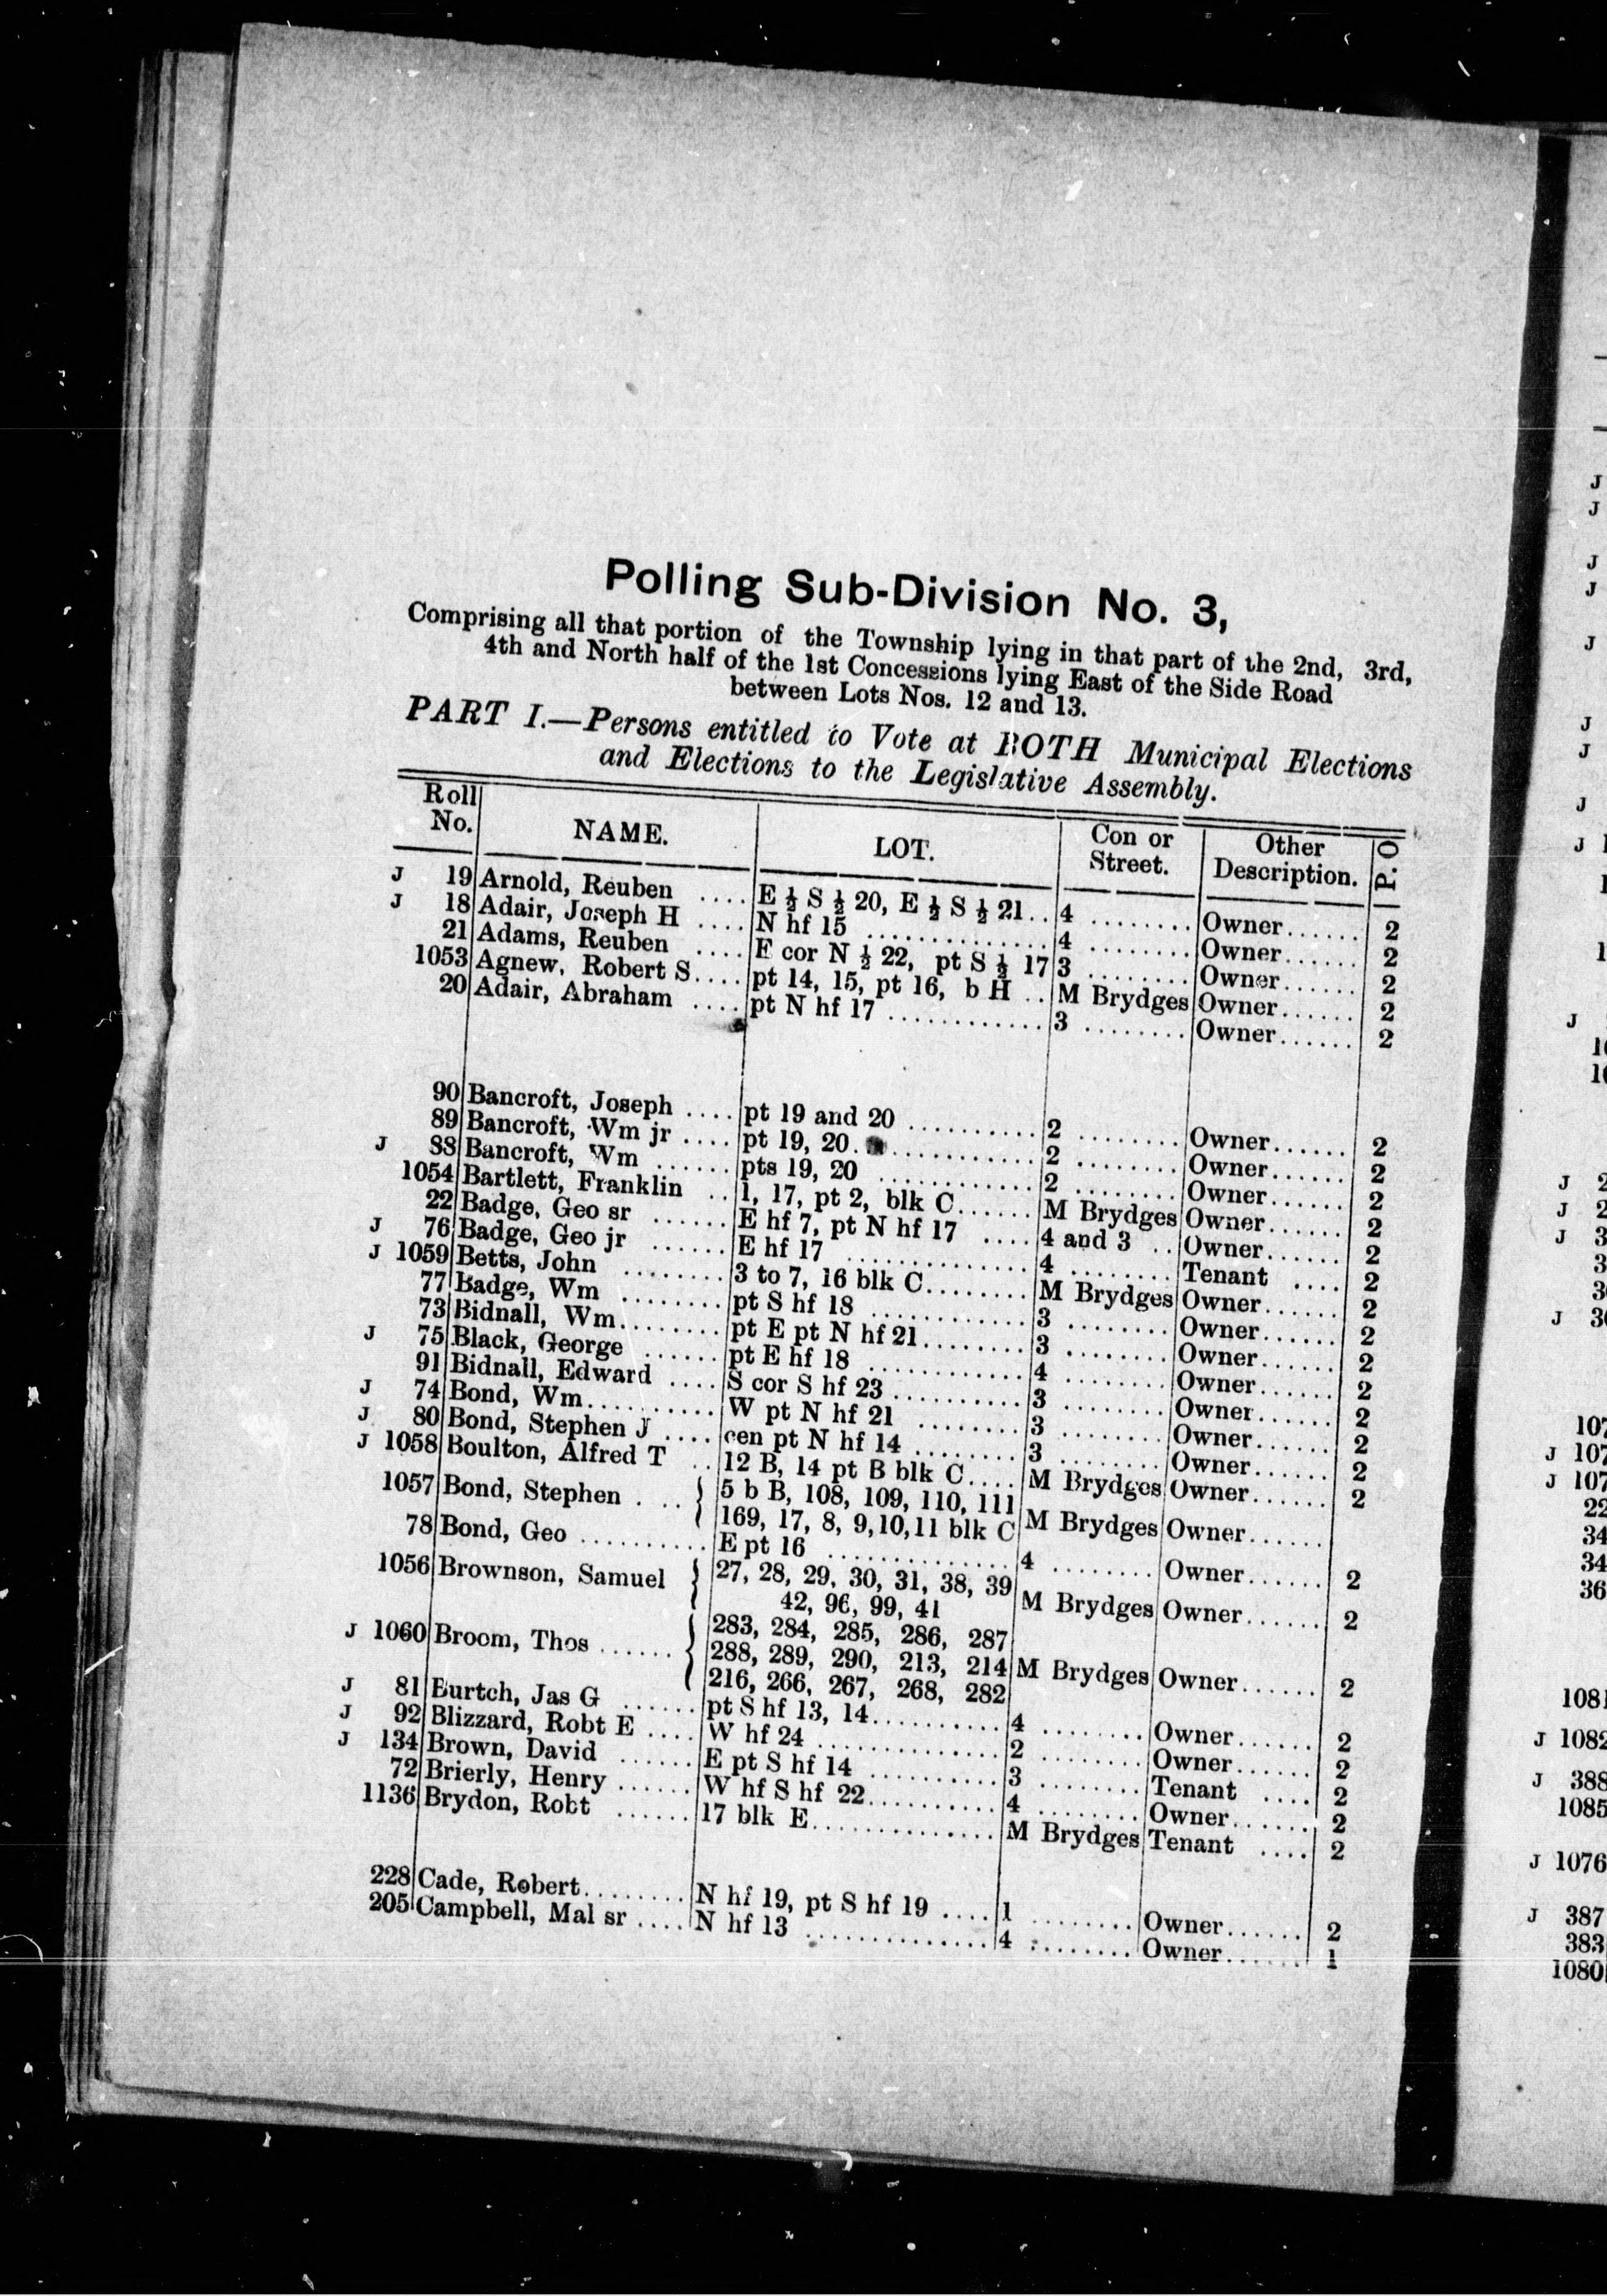 Polling Sub-Division No. 3,
Comprising all that portion of the Township lying in that part of the 2nd, 3rd,
4th and North half of the 1st Concessions lying East of the Side Road
between Lots Nos. 12 and 13.
PART I.—Persons entitled to Vote at BOTH Municipal Elections
and Elections to the Legislative Assembly.
Roll No. NAME. LOT. Con or Street. Other Description. P. O
J 19 Arnold, Reuben .... E ½ S ½ 20, E ½ S ½ 21.. 4 ........ Owner...... 2
J 18 Adair, Joseph H .... N hf 15 .............. 4 ........ Owner...... 2
21 Adams, Reuben .... E cor N ½ 22, pt S ½ 17 3 ........ Owner...... 2
1053 Agnew, Robert S.... pt 14, 15, pt 16, b H .. M Brydges Owner...... 2
20 Adair, Abraham .... pt N hf 17 ............ 3 ........ Owner...... 2
90 Bancroft, Joseph .... pt 19 and 20 .......... 2 ........ Owner...... 2
89 Bancroft, Wm jr .... pt 19, 20............. 2 ........ Owner...... 2
J 88 Bancroft, Wm ...... pts 19, 20 ............ 2 ........ Owner...... 2
1054 Bartlett, Franklin .. 1, 17, pt 2, blk C...... M Brydges Owner...... 2
22 Badge, Geo sr ...... E hf 7, pt N hf 17 .... 4 and 3 .. Owner...... 2
J 76 Badge, Geo jr ...... E hf 17 .............. 4 ........ Tenant .... 2
J 1059 Betts, John ........ 3 to 7, 16 blk C........ M Brydges Owner...... 2
77 Badge, Wm ........ pt S hf 18 ............ 3 ........ Owner...... 2
73 Bidnall, Wm........ pt E pt N hf 21........ 3 ........ Owner...... 2
J 75 Black, George ...... pt E hf 18 ............ 4 ........ Owner...... 2
91 Bidnall, Edward .... S cor S hf 23 .......... 3 ........ Owner...... 2
J 74 Bond, Wm.......... W pt N hf 21 ........ 3 ........ Owner...... 2
J 80 Bond, Stephen J .... cen pt N hf 14 ........ 3 ........ Owner...... 2
J 1058 Boulton, Alfred T .. 12 B, 14 pt B blk C.... M Brydges Owner...... 2
1057 Bond, Stephen . .. { 5 b B, 108, 109, 110, 111
169, 17, 8, 9,10,11 blk C M Brydges Owner......
78 Bond, Geo .......... E pt 16 .............. 4 ........ Owner...... 2
1056 Brownson, Samuel { 27, 28, 29, 30, 31, 38, 39
42, 96, 99, 41 M Brydges Owner...... 2
283, 284, 285, 286, 287
J 1060 Broom, Thos ...... { 288, 289, 290, 213, 214 M Brydges Owner...... 2
216, 266, 267, 268, 282
J 81 Burtch, Jas G ...... pt S hf 13, 14.......... 4 ........ Owner...... 2
J 92 Blizzard, Robt E .... W hf 24 .............. 2 ........ Owner...... 2
J 134 Brown, David ...... E pt S hf 14 .......... 3 ........ Tenant .... 2
72 Brierly, Henry ...... W hf S hf 22.......... 4 ........ Owner...... 2
1136 Brydon, Robt ...... 17 blk E.............. M Brydges Tenant .... 2
228 Cade, Robert........ N hf 19, pt S hf 19 .... 1 ........ Owner...... 2
205 Campbell, Mal sr .... N hf 13 .............. 4 ........ Owner...... 1
J
J
J
J
J
J
J
J
J
J
J
J
J
J
J 107
J 107
22
34
34
36
1081
J 1082
J 388
1085
J 1076
J 387
383
1080